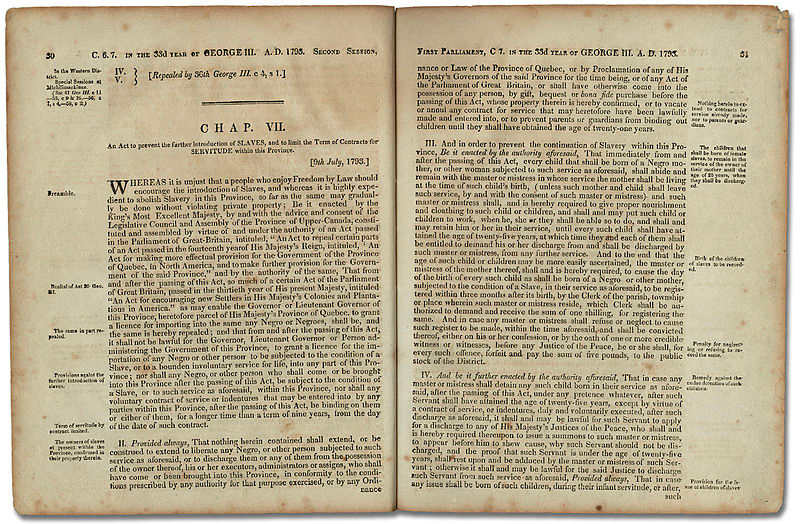 30 C. 6. 7. IN THE 33d YEAR OF GEORGE III. A. D. 1793. SECOND SESSION,
In the Western Dis-
trict.
Special Sessions at
Michilimackinac.
IV.
V.
[Repealed by 36th George III. c 4, s 1.]
CHAP. VII.
An Act to prevent the further introduction of SLAVES, and to limit the Term of Contracts for
SERVITUDE within this Province.
[9th July, 1793.]
Preamble.
WHEREAS it is unjust that a people who enjoy Freedom by Law should
encourage the introduction of Slaves, and whereas it is highly expe-
dient to abolish Slavery in this Province, so far as the same may gradual-
ly be done without violating private property; Be it enacted by the
King's Most Excellent Majesty, by and with the advice and consent of the
Legislative Council and Assembly of the Province of Upper-Canada, consti-
tuted and assembled by virtue of and under the authority of an Act passed
in the Parliament of Great-Britain, intituled, "An Act to repeal certain parts
of an Act passed in the fourteenth year of His Majesty's Reign, intituled, "An
Act for making more effectual provision for the Government of the Province
of Quebec, in North America, and to make further provision for the Govern-
ment of the said Province," and by the authority of the same, That from
and after the passing of this Act, so much of a certain Act of the Parliament
of Great Britain, passed in the thirtieth year of His present Majesty, intituled
"An Act for encouraging new Settlers in His Majesty's Colonies and Planta-
tions in America." as may enable the Governor or Lieutenant Governor of
this Province, heretofore parcel of His Majesty's Province of Quebec, to grant
a licence for importing into the same any Negro or Negroes, shall be, and
the same is hereby repealed; and that from and after the passing of this Act,
it shall not be lawful for the Governor, Lieutenant Governor or Person ad-
ministering the Government of this Province, to grant a licence for the im-
portation of any Negro or other person to be subjected to the condition of a
Slave, or to a bounden involuntary service for life, into any part of this Pro-
vince; nor shall any Negro, or other person who shall come or be brought
into this Province after the passing of this Act, be subject to the condition of
a Slave, or to such service as aforesaid, within this Province, nor shall any
voluntary contract of service or indentures that may be entered into by any
parties within this Province, after the passing of this Act, be binding on them
or either of them, for a longer time than a term of nine years, from the day
of the date of such contract.
Recital of Act 30 Geo.
III.
The same in part re-
pealed.
Provisions against the
further introduction of
slaves.
Term of servitude by
contract limited.
The owners of slaves
at present within the
Province, confirmed in
their property therein.
II. Provided always, That nothing herein contained shall extend, or be
construed to extend to liberate any Negro, or other person subjected to such
service as aforesaid, or to discharge them or any of them from the possession
of the owner thereof, his or her executors, administrators or assigns, who shall
have come or been brought into this Province, in conformity to the condi-
tions prescribed by any authority for that purpose exercised, or by any Ordi-
nance
FIRST PARLIAMENT, C 7. IN THE 33d YEAR OF GEORGE III. A. D. 1793. 31
nance or Law of the Province of Quebec, or by Proclamation of any of His
Majesty's Governors of the said Province for the time being, or of any Act of
the Parliament of Great Britain, or shall have otherwise come into the
possession of any person, by gift, bequest or bona fide purchase before the
passing of this Act, whose property therein is hereby confirmed, or to vacate
or annul any contract for service that may heretofore have been lawfully
made and entered into, or to prevent parents or guardians from binding out
children until they shall have obtained the age of twenty-one years.
Nothing herein to ex-
tend to contracts for
service already made,
nor to parents or guar-
dians.
III. And in order to prevent the continuation of Slavery within this Pro-
vince, Be it enacted by the authority aforesaid, That immediately from and
after the passing of this Act, every child that shall be born of a Negro mo-
ther, or other woman subjected to such service as aforesaid, shall abide and
remain with the master or mistress in whose service the mother shall be living
at the time of such child's birth, (unless such mother and child shall leave
such service, by and with the consent of such master or mistress) and such
master or mistress shall, and is hereby required to give proper nourishment
and cloathing to such child or children, and shall and may put such child or
children to work, when he, she or they shall be able so to do, and shall and
may retain him or her in their service, until every such child shall have at-
tained the age of twenty-five years, at which time they and each of them shall
be entitled to demand his or her discharge from and shall be discharged by
such master or mistress, from any further service. And to the end that the
age of such child or children may be more easily ascertained, the master or
mistress of the mother thereof, shall and is hereby required, to cause the day
of the birth of every such child as shall be born of a Negro or other mother,
subjected to the condition of a Slave, in their service as aforesaid, to be regis-
tered within three months after its birth, by the Clerk of the parish, township
or place wherein such master or mistress reside, which Clerk shall be au-
thorized to demand and receive the sum of one shilling, for registering the
same. And in case any master or mistress shall refuse or neglect to cause
such register to be made, within the time aforesaid, and shall be convicted
thereof, either on his or her confession, or by the oath of one or more credible
witness or witnesses, before any Justice of the Peace, he or she shall, for
every such offence, forfeit and pay the sum of five pounds, to the public
stock of the District.
The children that
shall be born of female
slaves, to remain in the
service of the owner of
their mother until the
age of 25 years, when
they shall be discharg-
ed.
Birth of the children
of slaves to be record-
ed.
Penalty for neglect-
ing or refusing to re-
cord the same.
IV. And be it further enacted by the authority aforesaid, That in case any
master or mistress shall detain any such child born in their service as afore-
said, after the passing of this Act, under any pretence whatever, after such
Servant shall have attained the age of twenty-five years, except by virtue of
a contract of service, or indentures, duly and voluntarily executed, after such
discharge as aforesaid, it shall and may be lawful for such Servant to apply
for a discharge to any of His Majesty's Justices of the Peace, who shall and
is hereby required thereupon to issue a summons to such master or mistress,
to appear before him to shew cause, why such Servant should not be dis-
charged, and the proof that such Servant is under the age of twenty-five
years, shall rest upon and be adduced by the master or mistress of such Ser-
vant; otherwise it shall and may be lawful for the said Justice to discharge
such Servant from such service as aforesaid, Provided always, That in case
any issue shall be born of such children, during their infant servitude, or after,
such
Remedy against the
undue detention of such
children.
Provision for the is-
sue of children of slaves